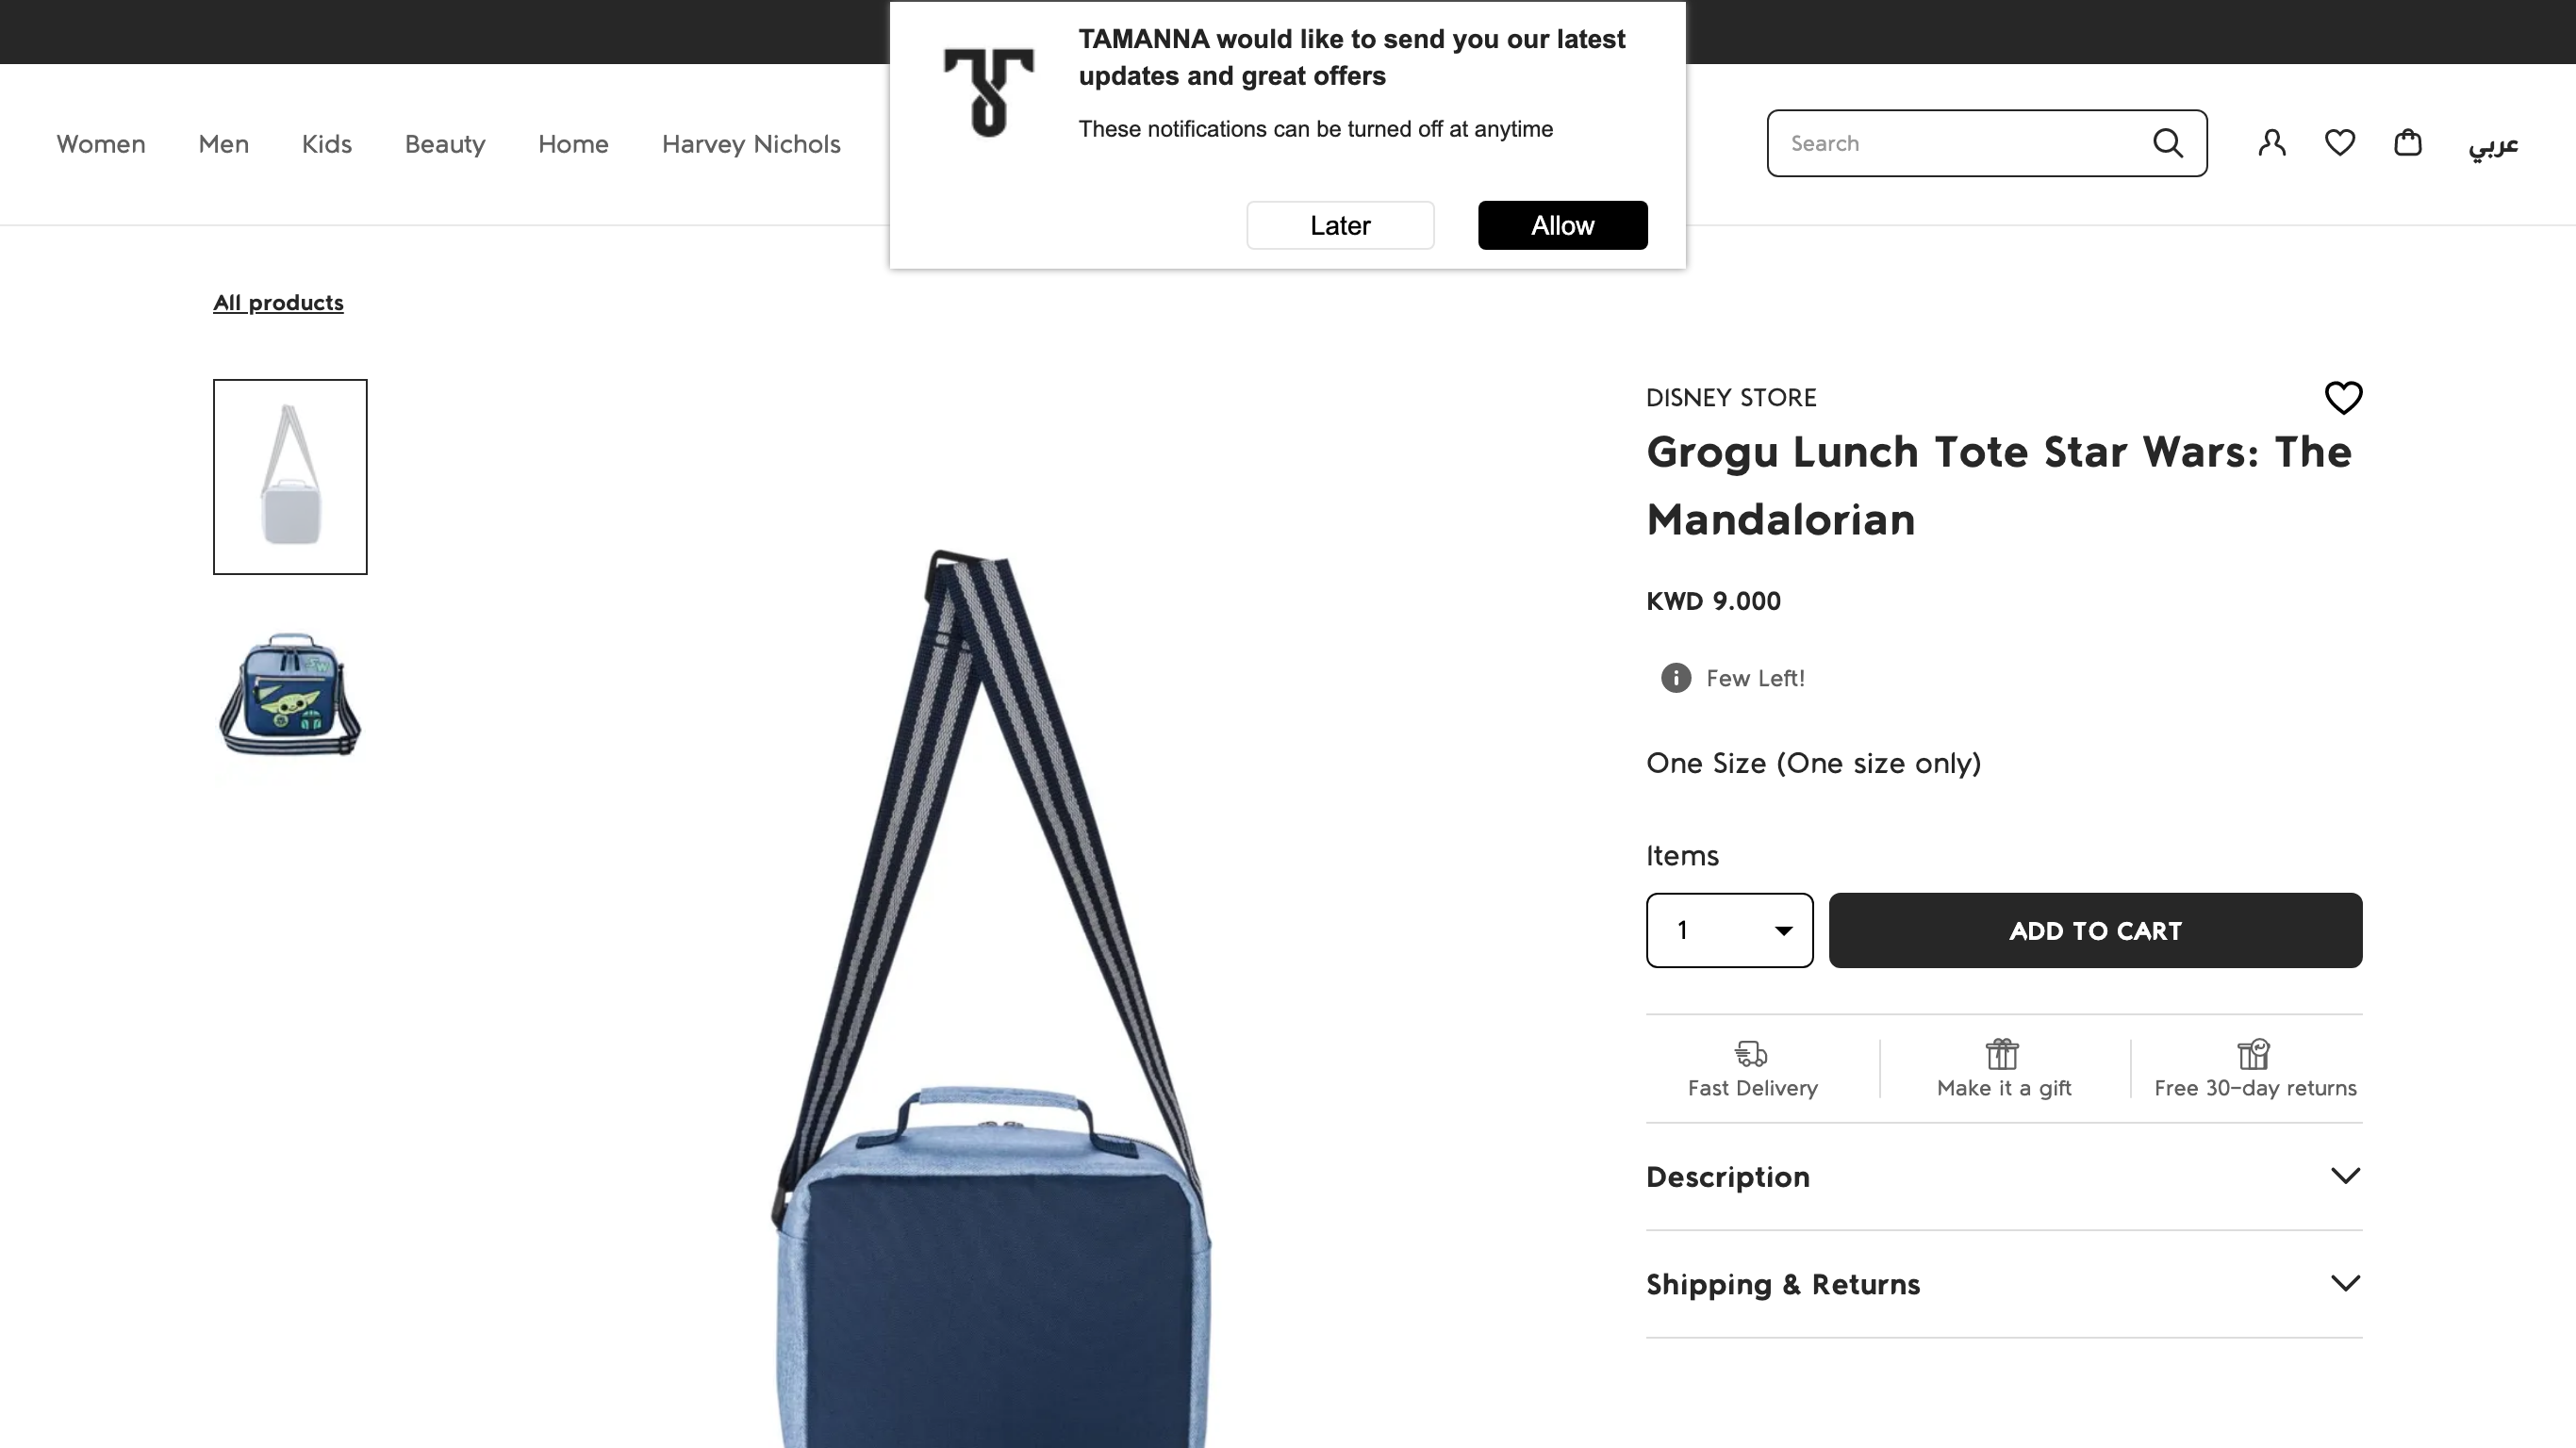 TAMANNA would like to send you our latest
updates and great offers
These notifications can be turned off at anytime
Later
Allow
Women
Men
Kids
Beauty
Home
Harvey Nichols
Search
عربي
All products
DISNEY STORE
Grogu Lunch Tote Star Wars: The
Mandalorian
KWD 9.000
Few Left!
One Size (One size only)
Items
1
ADD TO CART
Fast Delivery
Make it a gift
Free 30-day returns
Description
Shipping & Returns